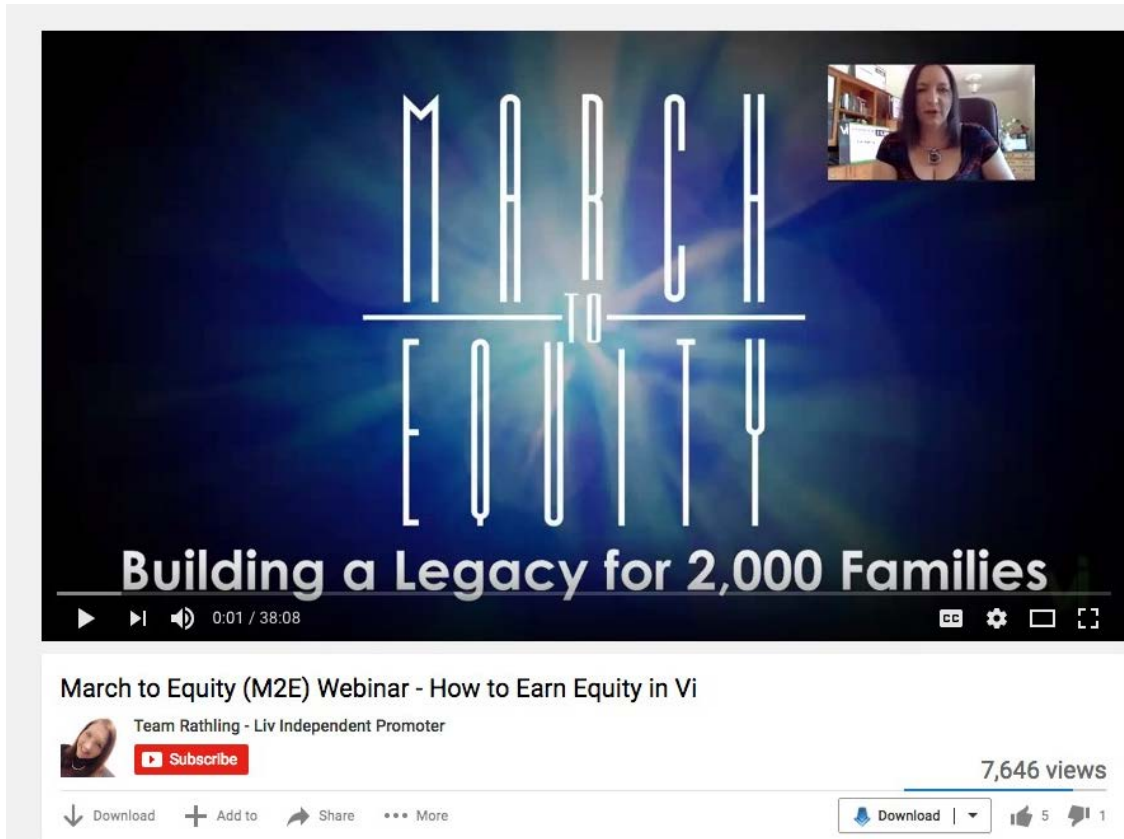 MARCH
TO
EQUITY
Building a Legacy for 2,000 Families
vi
0:01 / 38:08
CC
March to Equity (M2E) Webinar - How to Earn Equity in Vi
Team Rathling - Liv Independent Promoter
Subscribe
7,646 views
Download
Add to
Share
More
Download
5
1